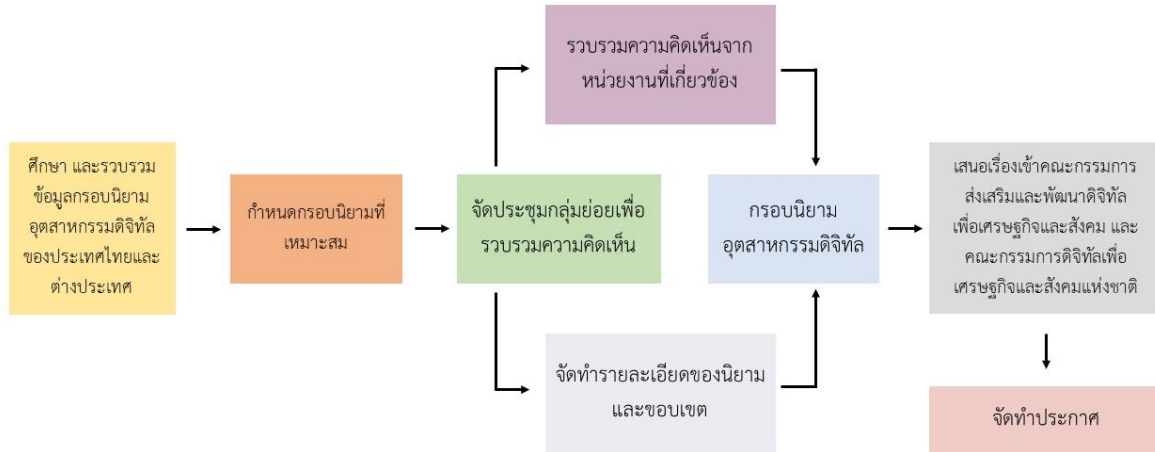 ศึกษา และรวบรวม
ข้อมูลกรอบนิยาม
อุตสาหกรรมดิจิทัล
ของประเทศไทยและ
ต่างประเทศ
กำหนดกรอบนิยามที่
เหมาะสม
จัดประชุมกลุ่มย่อยเพื่อ
รวบรวมความคิดเห็น
รวบรวมความคิดเห็นจาก
หน่วยงานที่เกี่ยวข้อง
จัดทำรายละเอียดของนิยาม
และขอบเขต
กรอบนิยาม
อุตสาหกรรมดิจิทัล
เสนอเรื่องเข้าคณะกรรมการ
ส่งเสริมและพัฒนาดิจิทัล
เพื่อเศรษฐกิจและสังคม และ
คณะกรรมการดิจิทัลเพื่อ
เศรษฐกิจและสังคมแห่งชาติ
จัดทำประกาศ